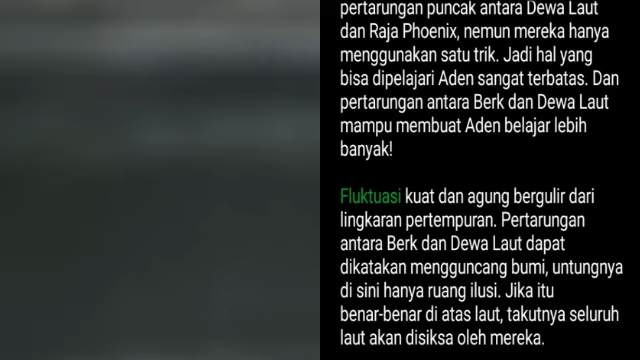 pertarungan puncak antara Dewa Laut
dan Raja Phoenix, nemun mereka hanya
menggunakan satu trik. Jadi hal yang
bisa dipelajari Aden sangat terbatas. Dan
pertarungan antara Berk dan Dewa Laut
mampu membuat Aden belajar lebih
banyak!
Fluktuasi kuat dan agung bergulir dari
lingkaran pertempuran. Pertarungan
antara Berk dan Dewa Laut dapat
dikatakan mengguncang bumi, untungnya
di sini hanya ruang ilusi. Jika itu
benar-benar di atas laut, takutnya seluruh
laut akan disiksa oleh mereka.